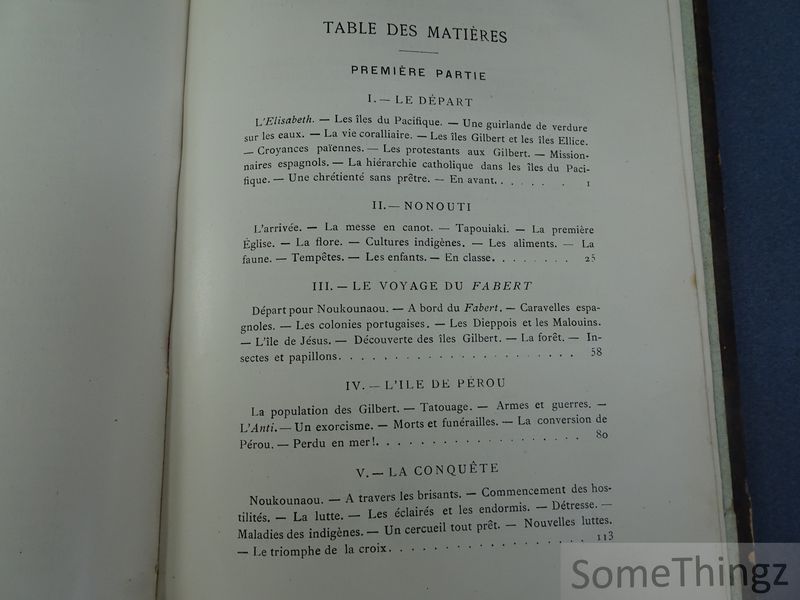 TABLE DES MATIÈRES
PREMIÈRE PARTIE
I. — LE DÉPART
L'Elisabeth. — Les îles du Pacifique. — Une guirlande de verdure
sur les eaux. — La vie coralliaire. — Les îles Gilbert et les îles Ellice.
— Croyances païennes. — Les protestants aux Gilbert. — Mission-
naires espagnols. — La hiérarchie catholique dans les îles du Paci-
fique. — Une chrétienté sans prêtre. — En avant. . . . . . . 1
II. — NONOUTI
L'arrivée. — La messe en canot. — Tapouiaki. — La première
Église. — La flore. — Cultures indigènes. — Les aliments. — La
faune. — Tempêtes. — Les enfants. — En classe. . . . . . . . 25
III. — LE VOYAGE DU FABERT
Départ pour Noukounaou. — A bord du Fabert. — Caravelles espa-
gnoles. — Les colonies portugaises. — Les Dieppois et les Malouins.
— L'île de Jésus. — Découverte des îles Gilbert. — La forêt. — In-
sectes et papillons. . . . . . . . . . . . . . . . . . . . 58
IV. — L'ILE DE PÉROU
La population des Gilbert. — Tatouage. — Armes et guerres. —
L'Anti. — Un exorcisme. — Morts et funérailles. — La conversion de
Pérou. — Perdu en mer!. . . . . . . . . . . . . . . . . 80
V. — LA CONQUÊTE
Noukounaou. — A travers les brisants. — Commencement des hos-
tilités. — La lutte. — Les éclairés et les endormis. — Détresse. —
Maladies des indigènes. — Un cercueil tout prêt. — Nouvelles luttes.
— Le triomphe de la croix. . . . . . . . . . . . . . . . 113
SomeThingz